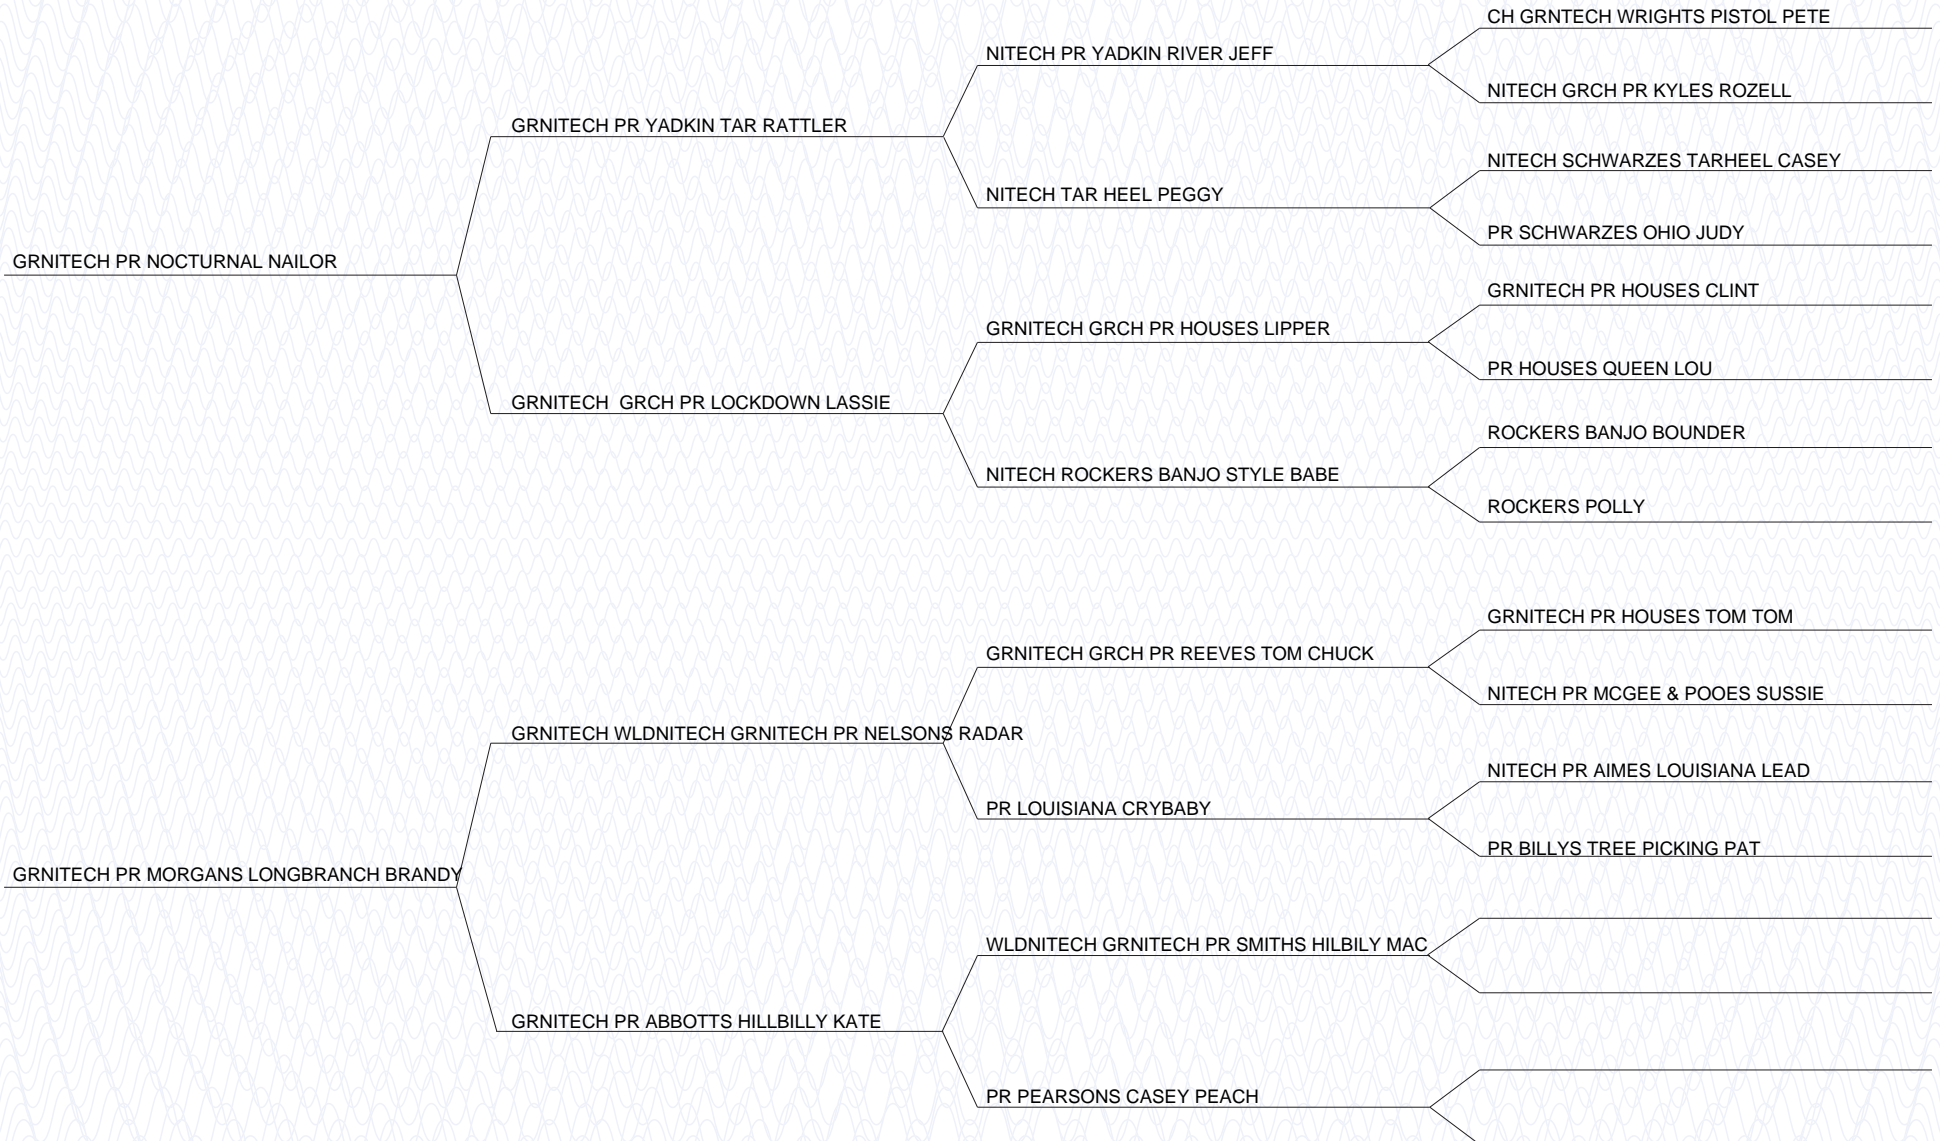 CH GRNTECH WRIGHTS PISTOL PETE
NITECH PR YADKIN RIVER JEFF
NITECH GRCH PR KYLES ROZELL
GRNITECH PR YADKIN TAR RATTLER
NITECH SCHWARZES TARHEEL CASEY
NITECH TAR HEEL PEGGY
PR SCHWARZES OHIO JUDY
GRNITECH PR NOCTURNAL NAILOR
GRNITECH PR HOUSES CLINT
GRNITECH GRCH PR HOUSES LIPPER
PR HOUSES QUEEN LOU
GRNITECH  GRCH PR LOCKDOWN LASSIE
ROCKERS BANJO BOUNDER
NITECH ROCKERS BANJO STYLE BABE
ROCKERS POLLY
GRNITECH PR HOUSES TOM TOM
GRNITECH GRCH PR REEVES TOM CHUCK
NITECH PR MCGEE & POOES SUSSIE
GRNITECH WLDNITECH GRNITECH PR NELSONS RADAR
NITECH PR AIMES LOUISIANA LEAD
PR LOUISIANA CRYBABY
PR BILLYS TREE PICKING PAT
GRNITECH PR MORGANS LONGBRANCH BRANDY
WLDNITECH GRNITECH PR SMITHS HILBILY MAC
GRNITECH PR ABBOTTS HILLBILLY KATE
PR PEARSONS CASEY PEACH